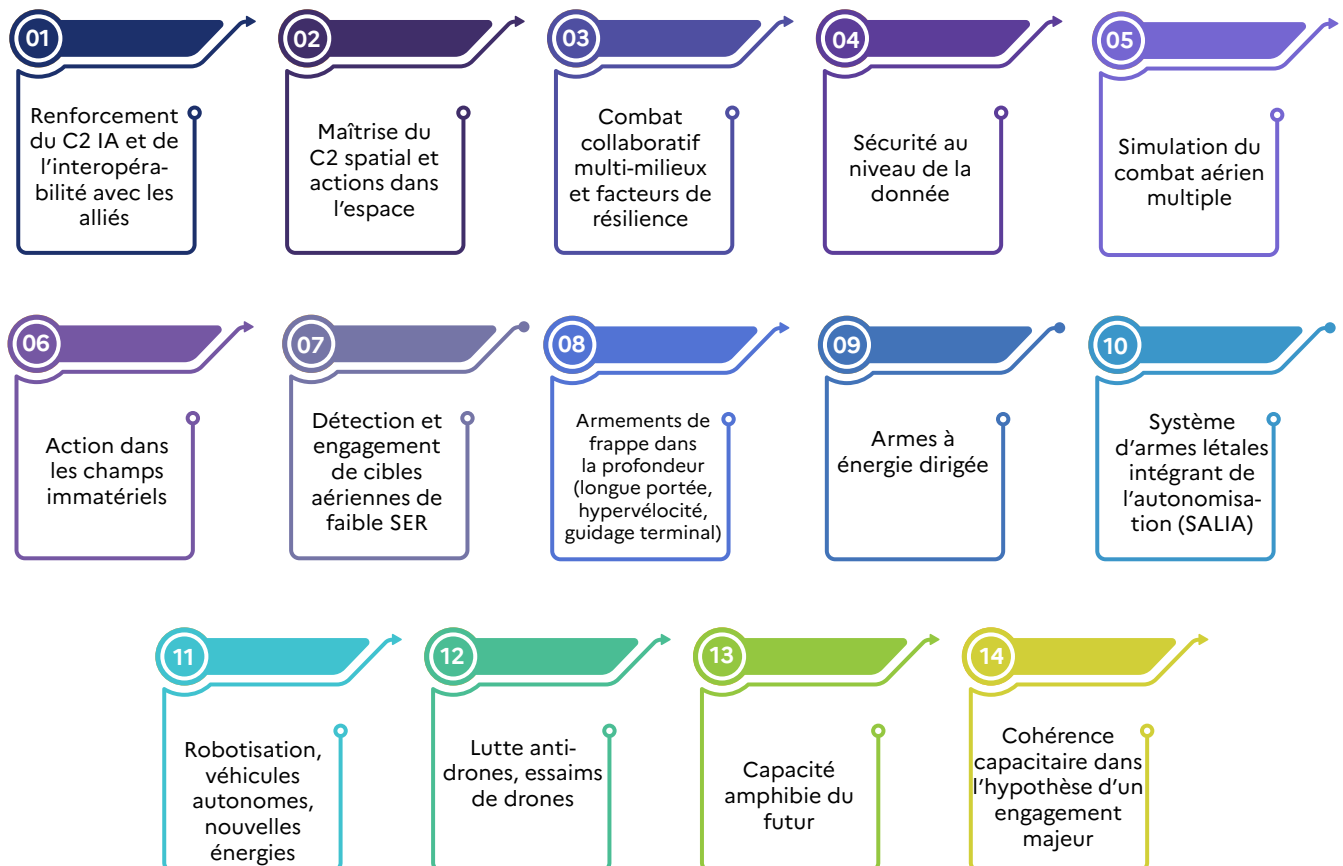 01
Renforcement
du C2 IA et de
l'interopéra-
bilité avec les
alliés
02
Maîtrise du
C2 spatial et
actions dans
l'espace
03
Combat
collaboratif
multi-milieux
et facteurs de
résilience
04
Sécurité au
niveau de la
donnée
05
Simulation du
combat aérien
multiple
06
Action dans
les champs
immatériels
07
Détection et
engagement
de cibles
aériennes de
faible SER
08
Armements de
frappe dans
la profondeur
(longue portée,
hypervélocité,
guidage terminal)
09
Armes à
énergie dirigée
10
Système
d'armes létales
intégrant de
l'autonomisa-
tion (SALIA)
11
Robotisation,
véhicules
autonomes,
nouvelles
énergies
12
Lutte anti-
drones, essaims
de drones
13
Capacité
amphibie du
futur
14
Cohérence
capacitaire dans
l'hypothèse d'un
engagement
majeur